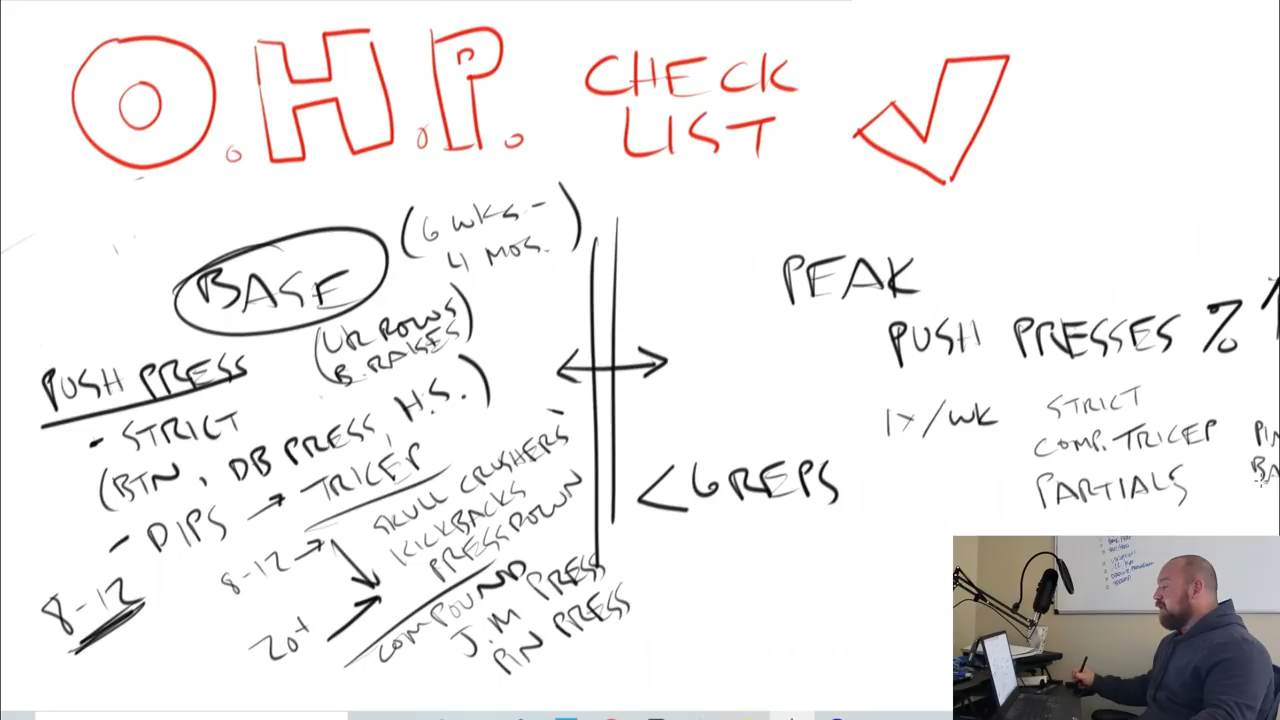 O.H.P. CHECK
LIST
BASE
(6 WKS. -
4 MOS.)
PUSH PRESS
(UR ROWS
B. RAISES)
- STRICT
(BTN, DB PRESS, H.S.)
- DIPS → TRICEP
8-12
8-12 →
20+
SKULL CRUSHERS
KICKBACKS
PRESSDOWN
COMPOUND
J.M PRESS
PIN PRESS
PEAK
PUSH PRESSES %
1X/WK
STRICT
COMP. TRICEP
PARTIALS
PIN
BA
< 6 REPS